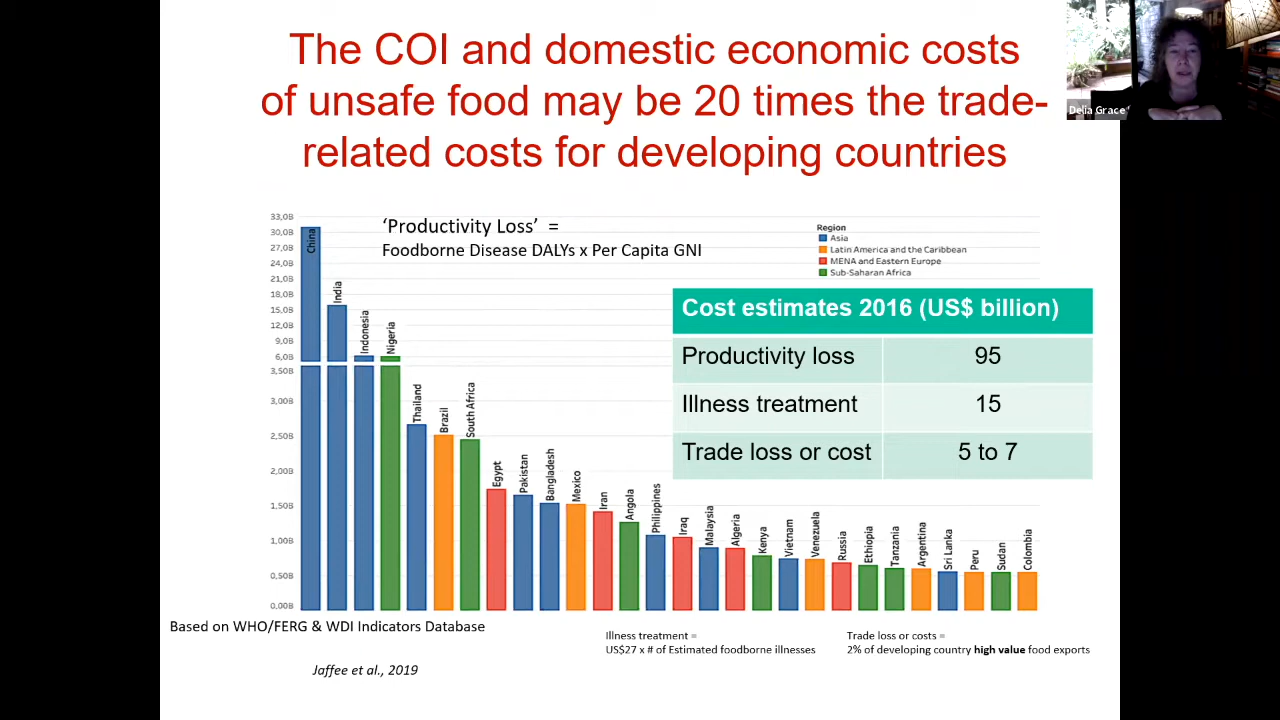 The COI and domestic economic costs
of unsafe food may be 20 times the trade-
related costs for developing countries
Delia Grace
'Productivity Loss' =
Foodborne Disease DALYs x Per Capita GNI
Region
Asia
Latin America and the Caribbean
MENA and Eastern Europe
Sub-Saharan Africa
Cost estimates 2016 (US$ billion)
Productivity loss 95
Illness treatment 15
Trade loss or cost 5 to 7
33,0B
30,0B
27,0B
24,0B
21,0B
18,0B
15,0B
12,0B
9,0B
6,0B
3,50B
3,00B
2,50B
2,00B
1,50B
1,00B
0,50B
0,00B
China
India
Indonesia
Nigeria
Thailand
Brazil
South Africa
Egypt
Pakistan
Bangladesh
Mexico
Iran
Angola
Philippines
Iraq
Malaysia
Algeria
Kenya
Vietnam
Venezuela
Russia
Ethiopia
Tanzania
Argentina
Sri Lanka
Peru
Sudan
Colombia
Based on WHO/FERG & WDI Indicators Database
Jaffee et al., 2019
Illness treatment =
US$27 x # of Estimated foodborne illnesses
Trade loss or costs =
2% of developing country high value food exports